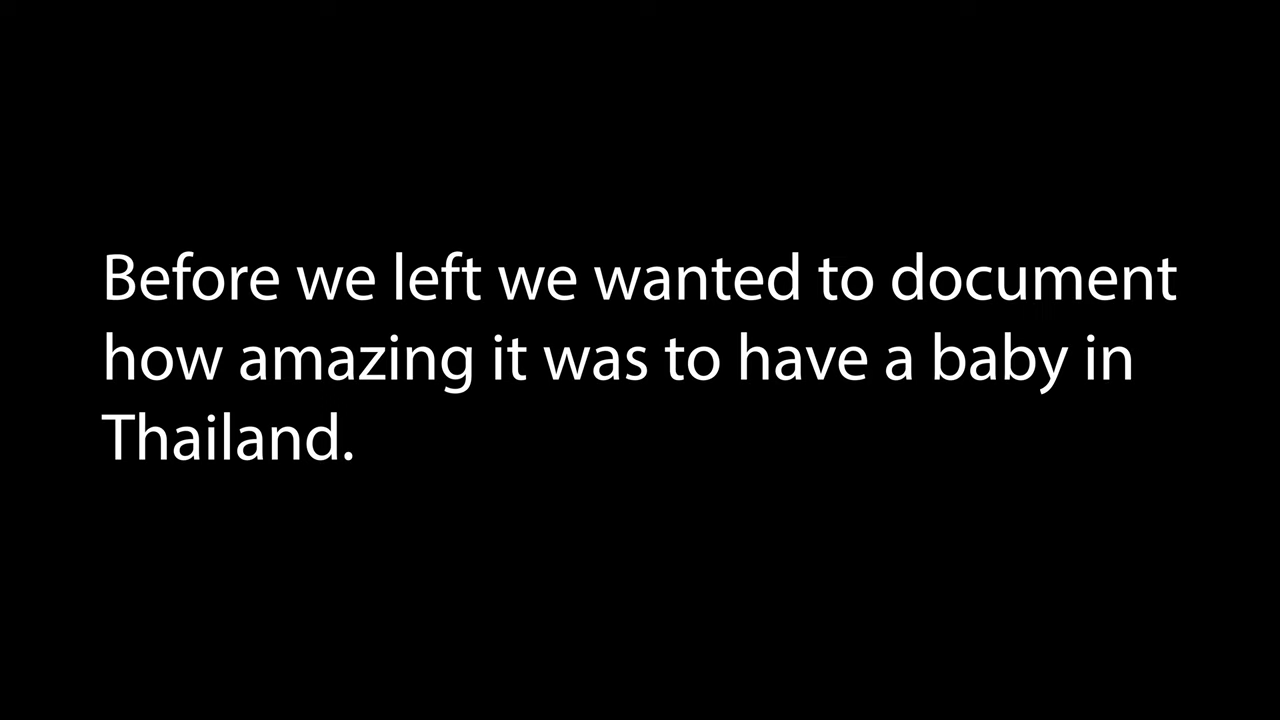 Before we left we wanted to document
how amazing it was to have a baby in
Thailand.